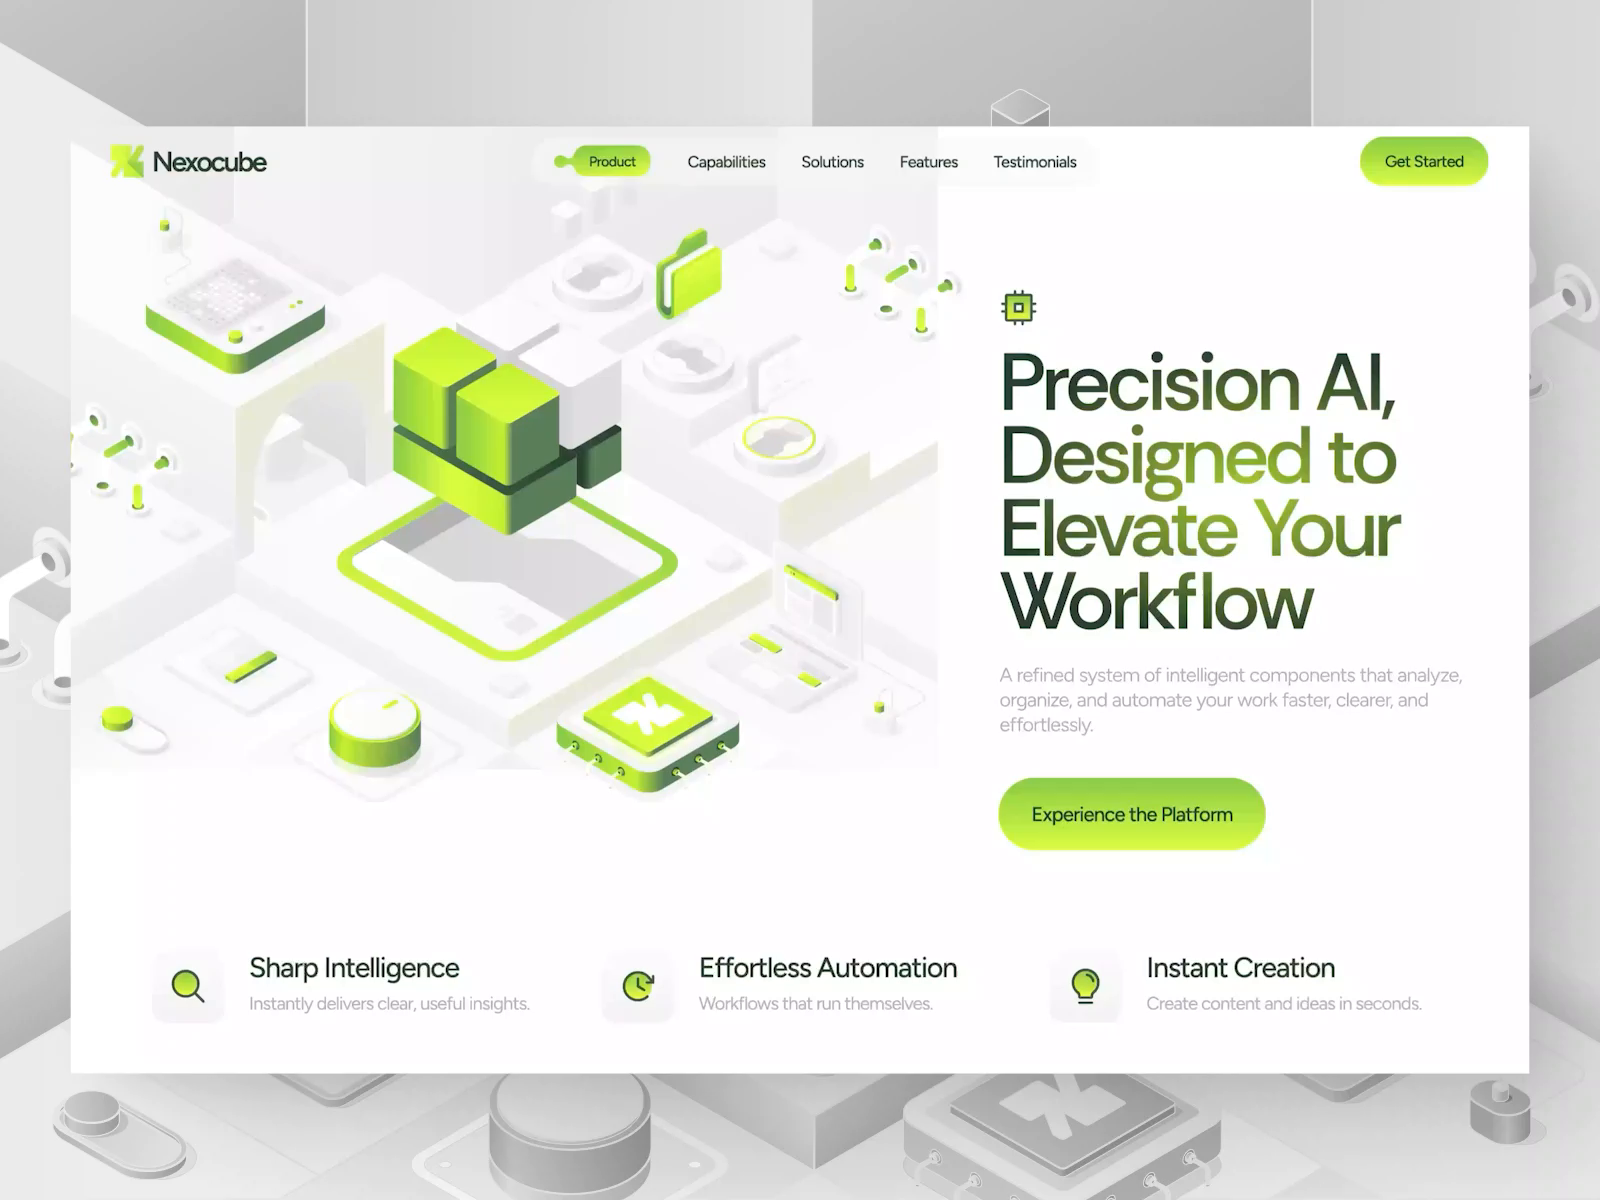 Nexocube
Product
Capabilities
Solutions
Features
Testimonials
Get Started
Precision AI,
Designed to
Elevate Your
Workflow
A refined system of intelligent components that analyze,
organize, and automate your work faster, clearer, and
effortlessly.
Experience the Platform
Sharp Intelligence
Instantly delivers clear, useful insights.
Effortless Automation
Workflows that run themselves.
Instant Creation
Create content and ideas in seconds.